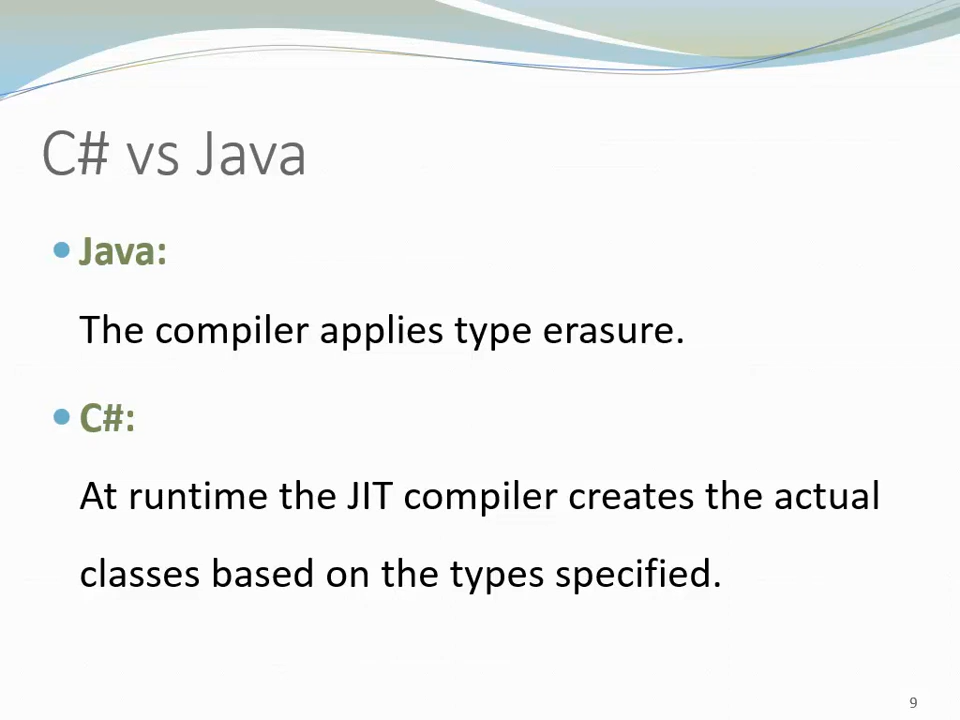 C# vs Java
• Java:
The compiler applies type erasure.
• C#:
At runtime the JIT compiler creates the actual
classes based on the types specified.
9